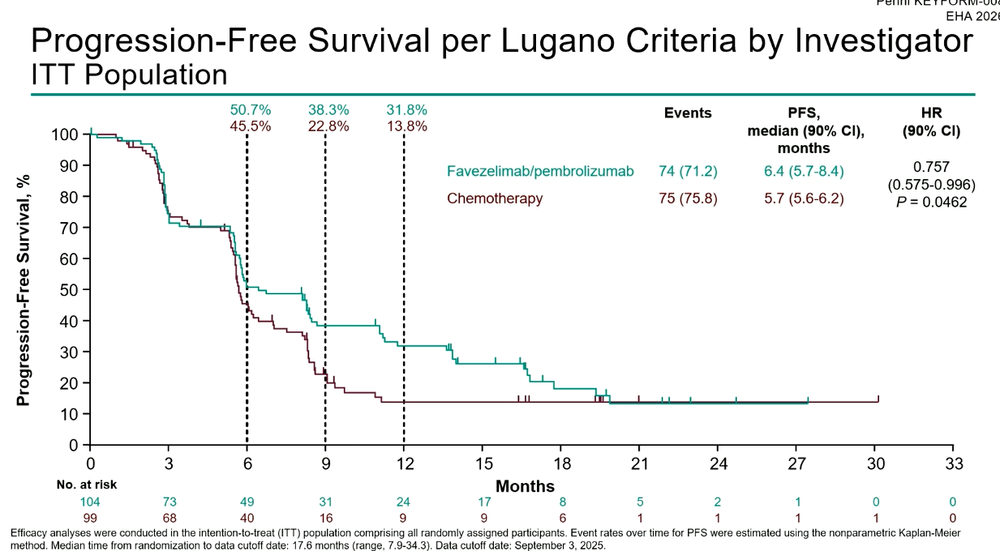 EHA 2026
Progression-Free Survival per Lugano Criteria by Investigator
ITT Population
50.7% 38.3% 31.8%
45.5% 22.8% 13.8%
Events PFS, median (90% CI), months HR (90% CI)
Favezelimab/pembrolizumab 74 (71.2) 6.4 (5.7-8.4) 0.757
(0.575-0.996)
Chemotherapy 75 (75.8) 5.7 (5.6-6.2) P = 0.0462
Progression-Free Survival, %
100
90
80
70
60
50
40
30
20
10
0
0 3 6 9 12 15 18 21 24 27 30 33
Months
No. at risk
104 73 49 31 24 17 8 5 2 1 0 0
99 68 40 16 9 9 6 1 1 1 1 0
Efficacy analyses were conducted in the intention-to-treat (ITT) population comprising all randomly assigned participants. Event rates over time for PFS were estimated using the nonparametric Kaplan-Meier
method. Median time from randomization to data cutoff date: 17.6 months (range, 7.9-34.3). Data cutoff date: September 3, 2025.